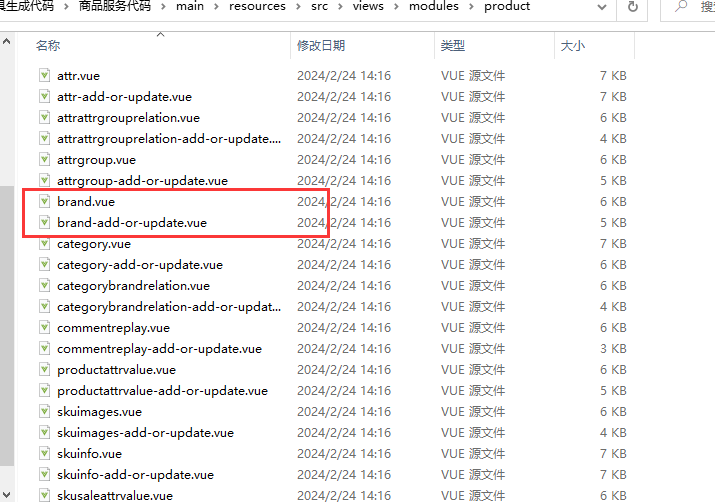 具生成代码 > 商品服务代码 > main > resources > src > views > modules > product
名称 修改日期 类型 大小
attr.vue 2024/2/24 14:16 VUE 源文件 7 KB
attr-add-or-update.vue 2024/2/24 14:16 VUE 源文件 7 KB
attrattrgrouprelation.vue 2024/2/24 14:16 VUE 源文件 6 KB
attrattrgrouprelation-add-or-update.... 2024/2/24 14:16 VUE 源文件 4 KB
attrgroup.vue 2024/2/24 14:16 VUE 源文件 6 KB
attrgroup-add-or-update.vue 2024/2/24 14:16 VUE 源文件 5 KB
brand.vue 2024/2/24 14:16 VUE 源文件 6 KB
brand-add-or-update.vue 2024/2/24 14:16 VUE 源文件 5 KB
category.vue 2024/2/24 14:16 VUE 源文件 7 KB
category-add-or-update.vue 2024/2/24 14:16 VUE 源文件 6 KB
categorybrandrelation.vue 2024/2/24 14:16 VUE 源文件 6 KB
categorybrandrelation-add-or-updat... 2024/2/24 14:16 VUE 源文件 4 KB
commentreplay.vue 2024/2/24 14:16 VUE 源文件 6 KB
commentreplay-add-or-update.vue 2024/2/24 14:16 VUE 源文件 3 KB
productattrvalue.vue 2024/2/24 14:16 VUE 源文件 6 KB
productattrvalue-add-or-update.vue 2024/2/24 14:16 VUE 源文件 5 KB
skuimages.vue 2024/2/24 14:16 VUE 源文件 6 KB
skuimages-add-or-update.vue 2024/2/24 14:16 VUE 源文件 4 KB
skuinfo.vue 2024/2/24 14:16 VUE 源文件 7 KB
skuinfo-add-or-update.vue 2024/2/24 14:16 VUE 源文件 7 KB
skusaleattrvalue.vue 2024/2/24 14:16 VUE 源文件 6 KB